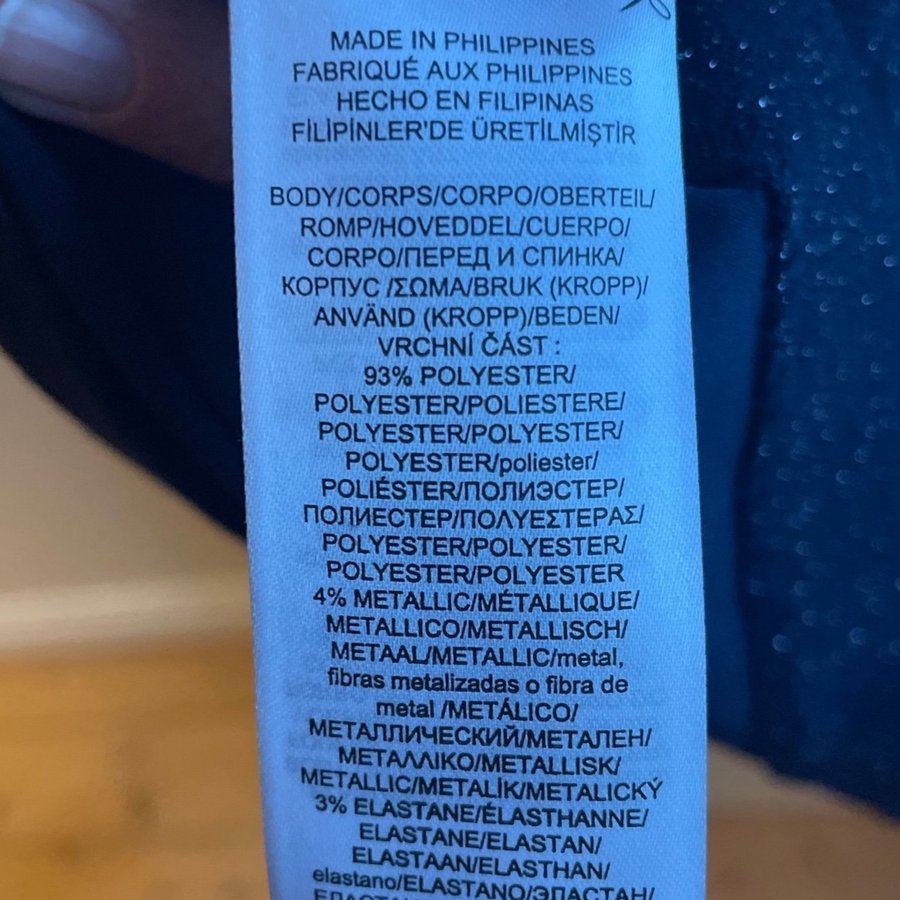 MADE IN PHILIPPINES
FABRIQUÉ AUX PHILIPPINES
HECHO EN FILIPINAS
FİLİPİNLER'DE ÜRETİLMİŞTİR
BODY/CORPS/CORPO/OBERTEIL/
ROMP/HOVEDDEL/CUERPO/
CORPO/ПЕРЕД И СПИНКА/
КОРПУС /ΣΩΜΑ/BRUK (KROPP)/
ANVÄND (KROPP)/BEDEN/
VRCHNÍ ČÁST :
93% POLYESTER/
POLYESTER/POLIESTERE/
POLYESTER/POLYESTER/
POLYESTER/poliester/
POLIÉSTER/ПОЛИЭСТЕР/
ПОЛИЕСТЕР/ΠΟΛΥΕΣΤΕΡΑΣ/
POLYESTER/POLYESTER/
POLYESTER/POLYESTER
4% METALLIC/MÉTALLIQUE/
METALLICO/METALLISCH/
METAAL/METALLIC/metal,
fibras metalizadas o fibra de
metal /METÁLICO/
МЕТАЛЛИЧЕСКИЙ/МЕТАЛЕН/
ΜΕΤΑΛΛΙΚΟ/METALLISK/
METALLIC/METALİK/METALICKÝ
3% ELASTANE/ÉLASTHANNE/
ELASTANE/ELASTAN/
ELASTAAN/ELASTHAN/
elastano/ELASTANO/ЭЛАСТАН/